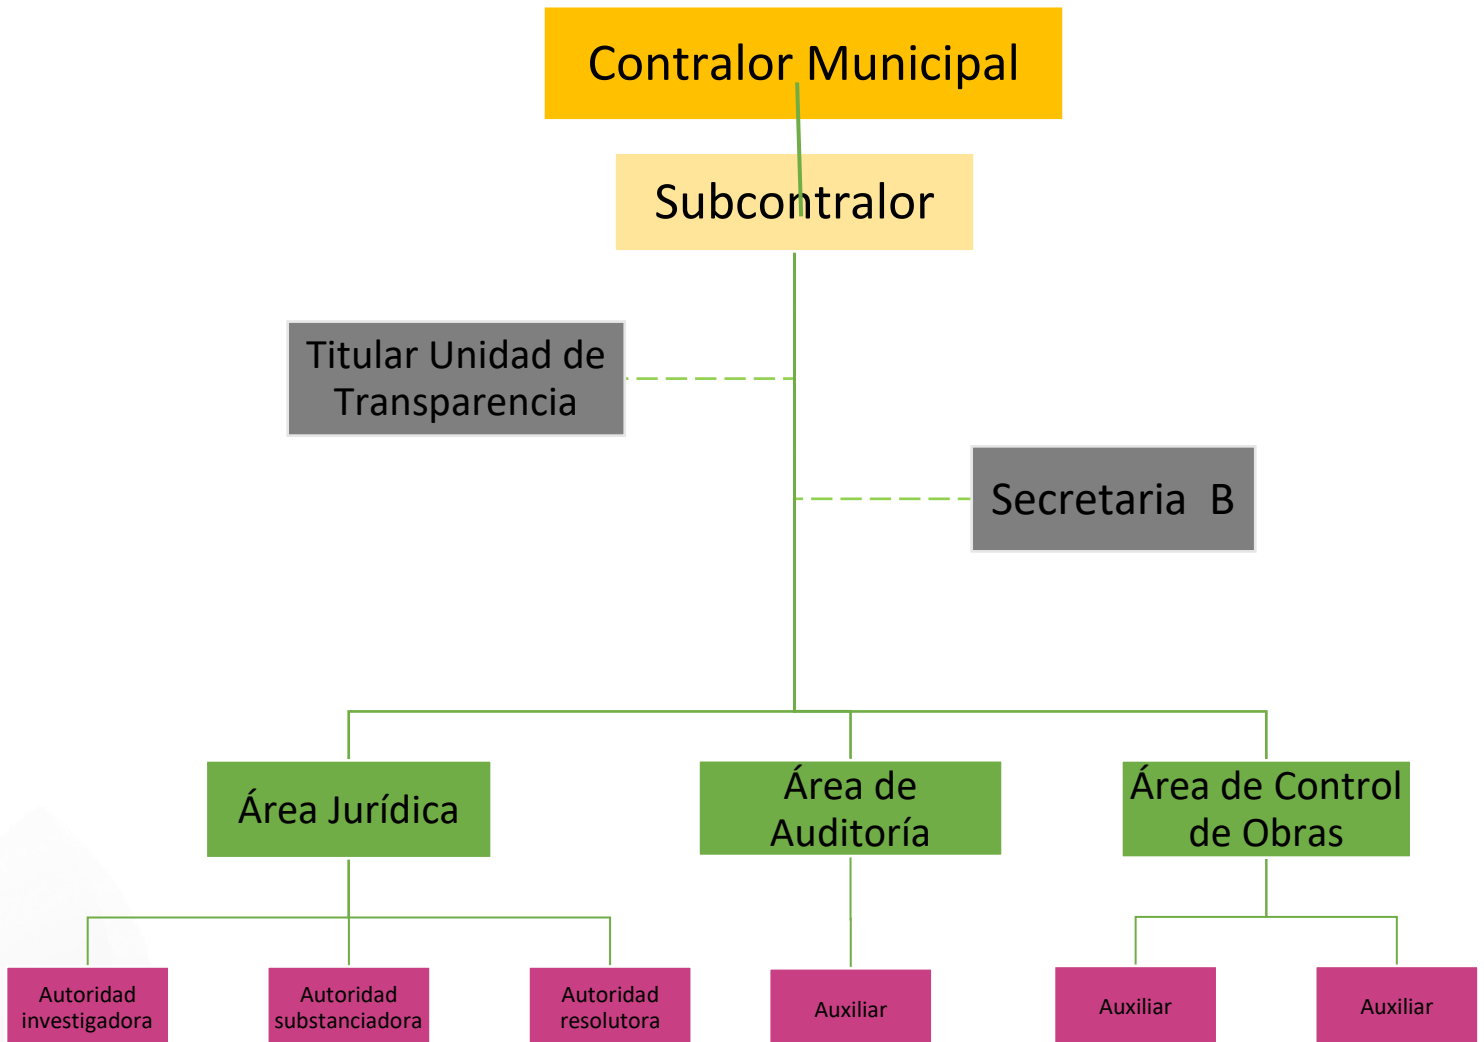 Contralor Municipal
Subcontralor
Titular Unidad de
Transparencia
Secretaria  B
Área Jurídica
Área de
Auditoría
Área de Control
de Obras
Autoridad
investigadora
Autoridad
substanciadora
Autoridad
resolutora
Auxiliar
Auxiliar
Auxiliar